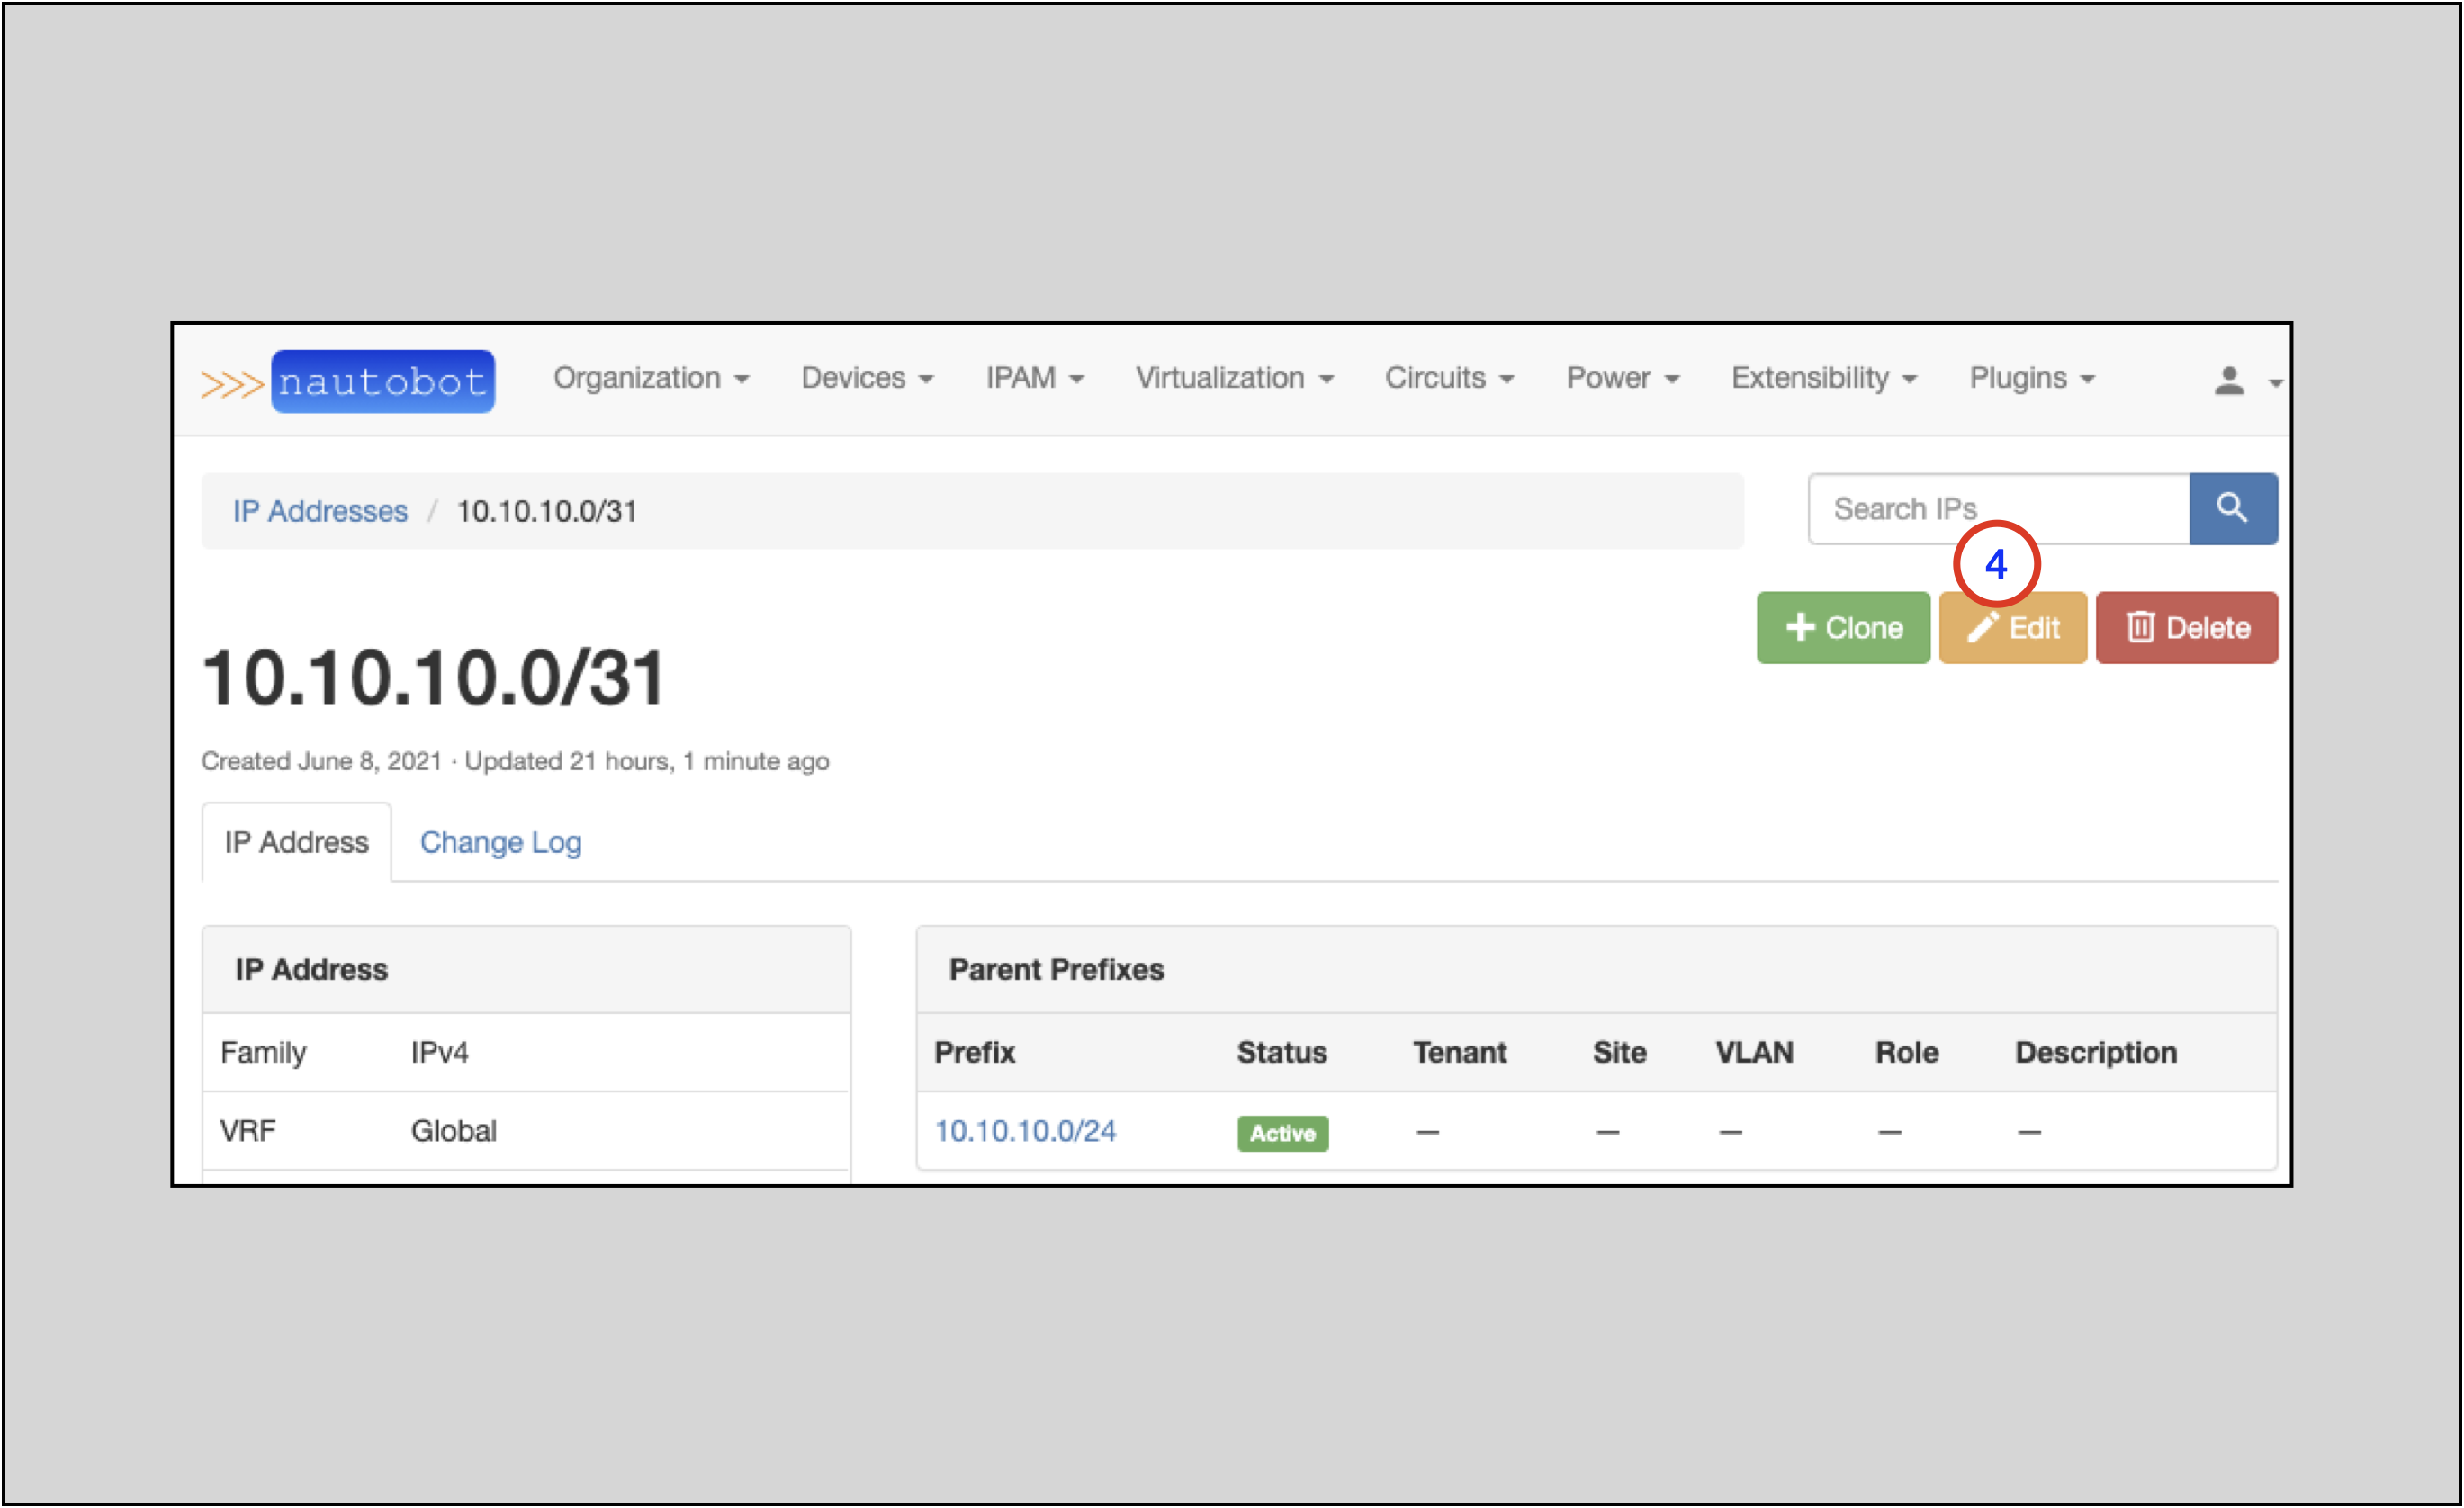 >>> nautobot Organization Devices IPAM Virtualization Circuits Power Extensibility Plugins
IP Addresses / 10.10.10.0/31
Search IPs
4
Clone Edit Delete
10.10.10.0/31
Created June 8, 2021 · Updated 21 hours, 1 minute ago
IP Address Change Log
IP Address
Family IPv4
VRF Global
Parent Prefixes
Prefix Status Tenant Site VLAN Role Description
10.10.10.0/24 Active — — — — —